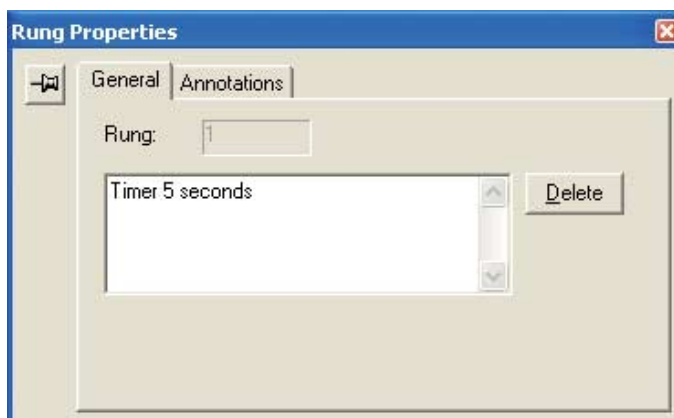 Rung Properties
General Annotations
Rung: 1
Timer 5 seconds
Delete